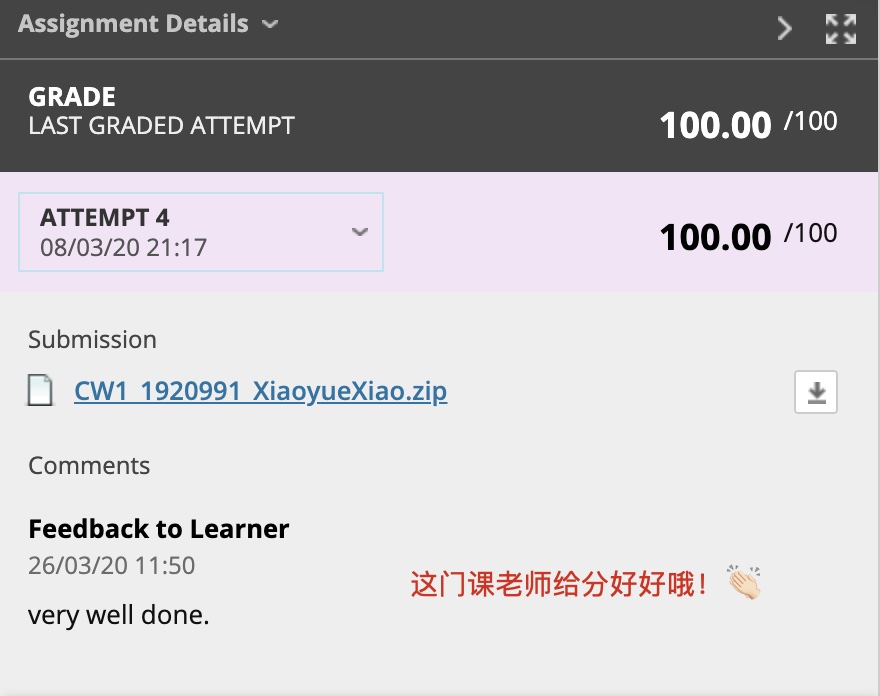 Assignment Details
GRADE
LAST GRADED ATTEMPT
100.00 /100
ATTEMPT 4
08/03/20 21:17
100.00 /100
Submission
CW1_1920991_XiaoyueXiao.zip
Comments
Feedback to Learner
26/03/20 11:50
这门课老师给分好好哦！👏🏻
very well done.